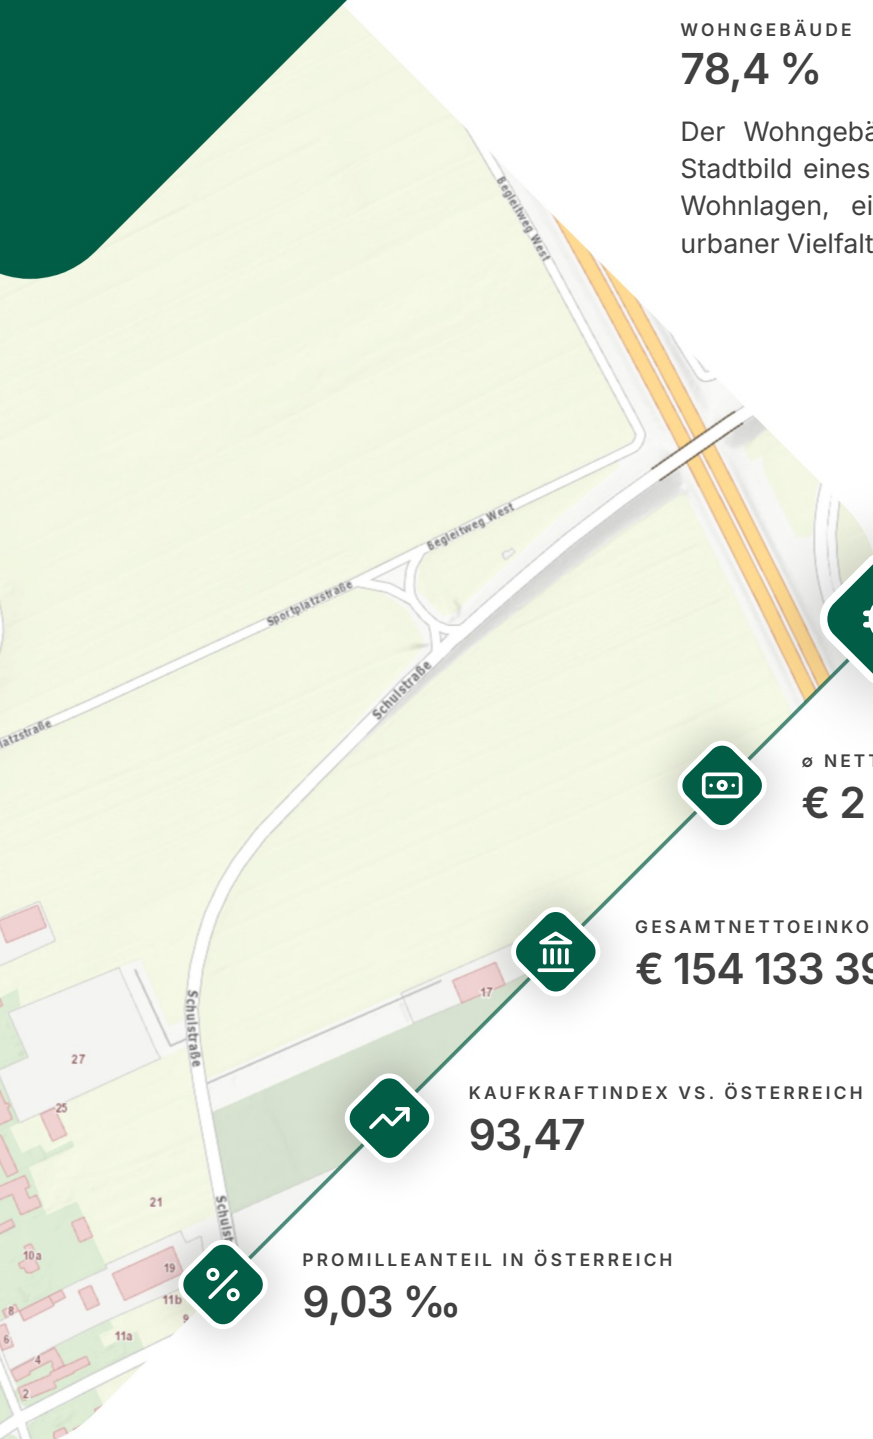 WOHNGEBÄUDE
78,4 %
Der Wohngebä
Stadtbild eines
Wohnlagen, ei
urbaner Vielfalt
Begleitweg West
Begleitweg West
Sportplatzstraße
Schulstraße
latzstraße
ø NETT
€ 2
GESAMTNETTOEINKO
€ 154 133 39
17
Schulstraße
27
25
KAUFKRAFTINDEX VS. ÖSTERREICH
93,47
21
Schulst
10a
PROMILLEANTEIL IN ÖSTERREICH
9,03 ‰
19
11b
9
8
11a
6
4
2